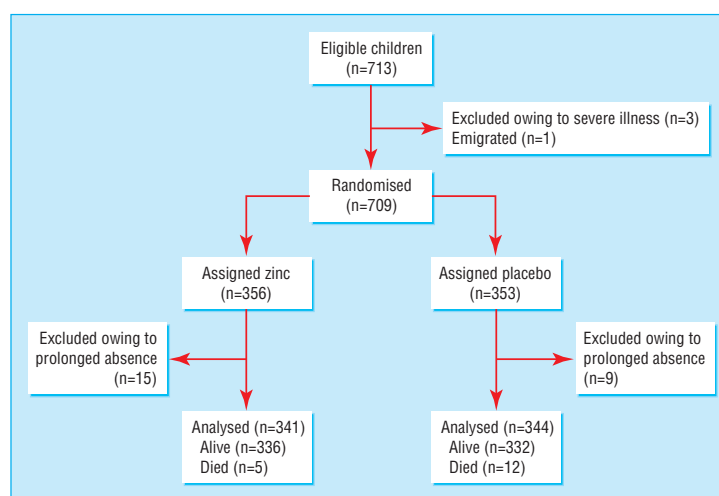 Eligible children
(n=713)
Excluded owing to severe illness (n=3)
Emigrated (n=1)
Randomised
(n=709)
Assigned zinc
(n=356)
Assigned placebo
(n=353)
Excluded owing to
prolonged absence
(n=15)
Excluded owing to
prolonged absence
(n=9)
Analysed (n=341)
Alive (n=336)
Died (n=5)
Analysed (n=344)
Alive (n=332)
Died (n=12)